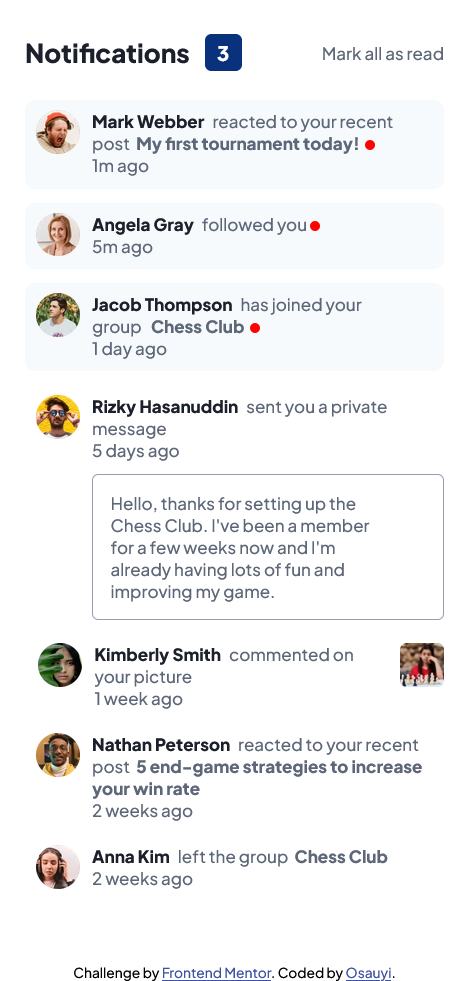 Notifications 3 Mark all as read
Mark Webber reacted to your recent
post My first tournament today!
1m ago
Angela Gray followed you
5m ago
Jacob Thompson has joined your
group Chess Club
1 day ago
Rizky Hasanuddin sent you a private
message
5 days ago
Hello, thanks for setting up the
Chess Club. I've been a member
for a few weeks now and I'm
already having lots of fun and
improving my game.
Kimberly Smith commented on
your picture
1 week ago
Nathan Peterson reacted to your recent
post 5 end-game strategies to increase
your win rate
2 weeks ago
Anna Kim left the group Chess Club
2 weeks ago
Challenge by Frontend Mentor. Coded by Osauyi.